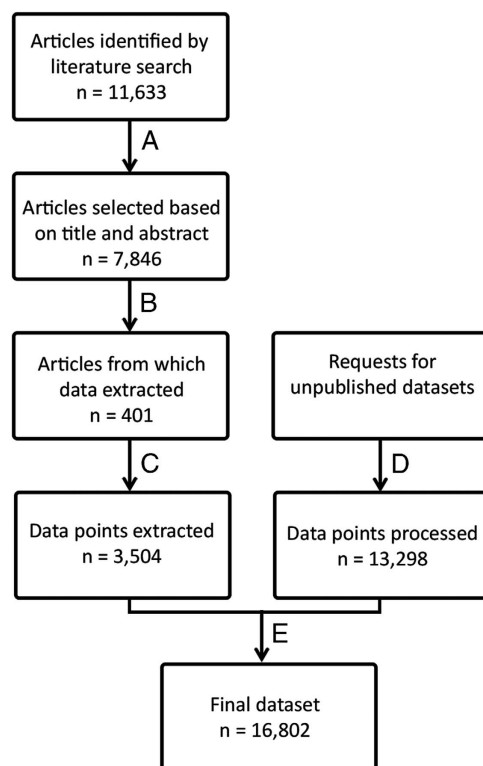 Articles identified by
literature search
n = 11,633
A
Articles selected based
on title and abstract
n = 7,846
B
Articles from which
data extracted
n = 401
Requests for
unpublished datasets
C
D
Data points extracted
n = 3,504
Data points processed
n = 13,298
E
Final dataset
n = 16,802